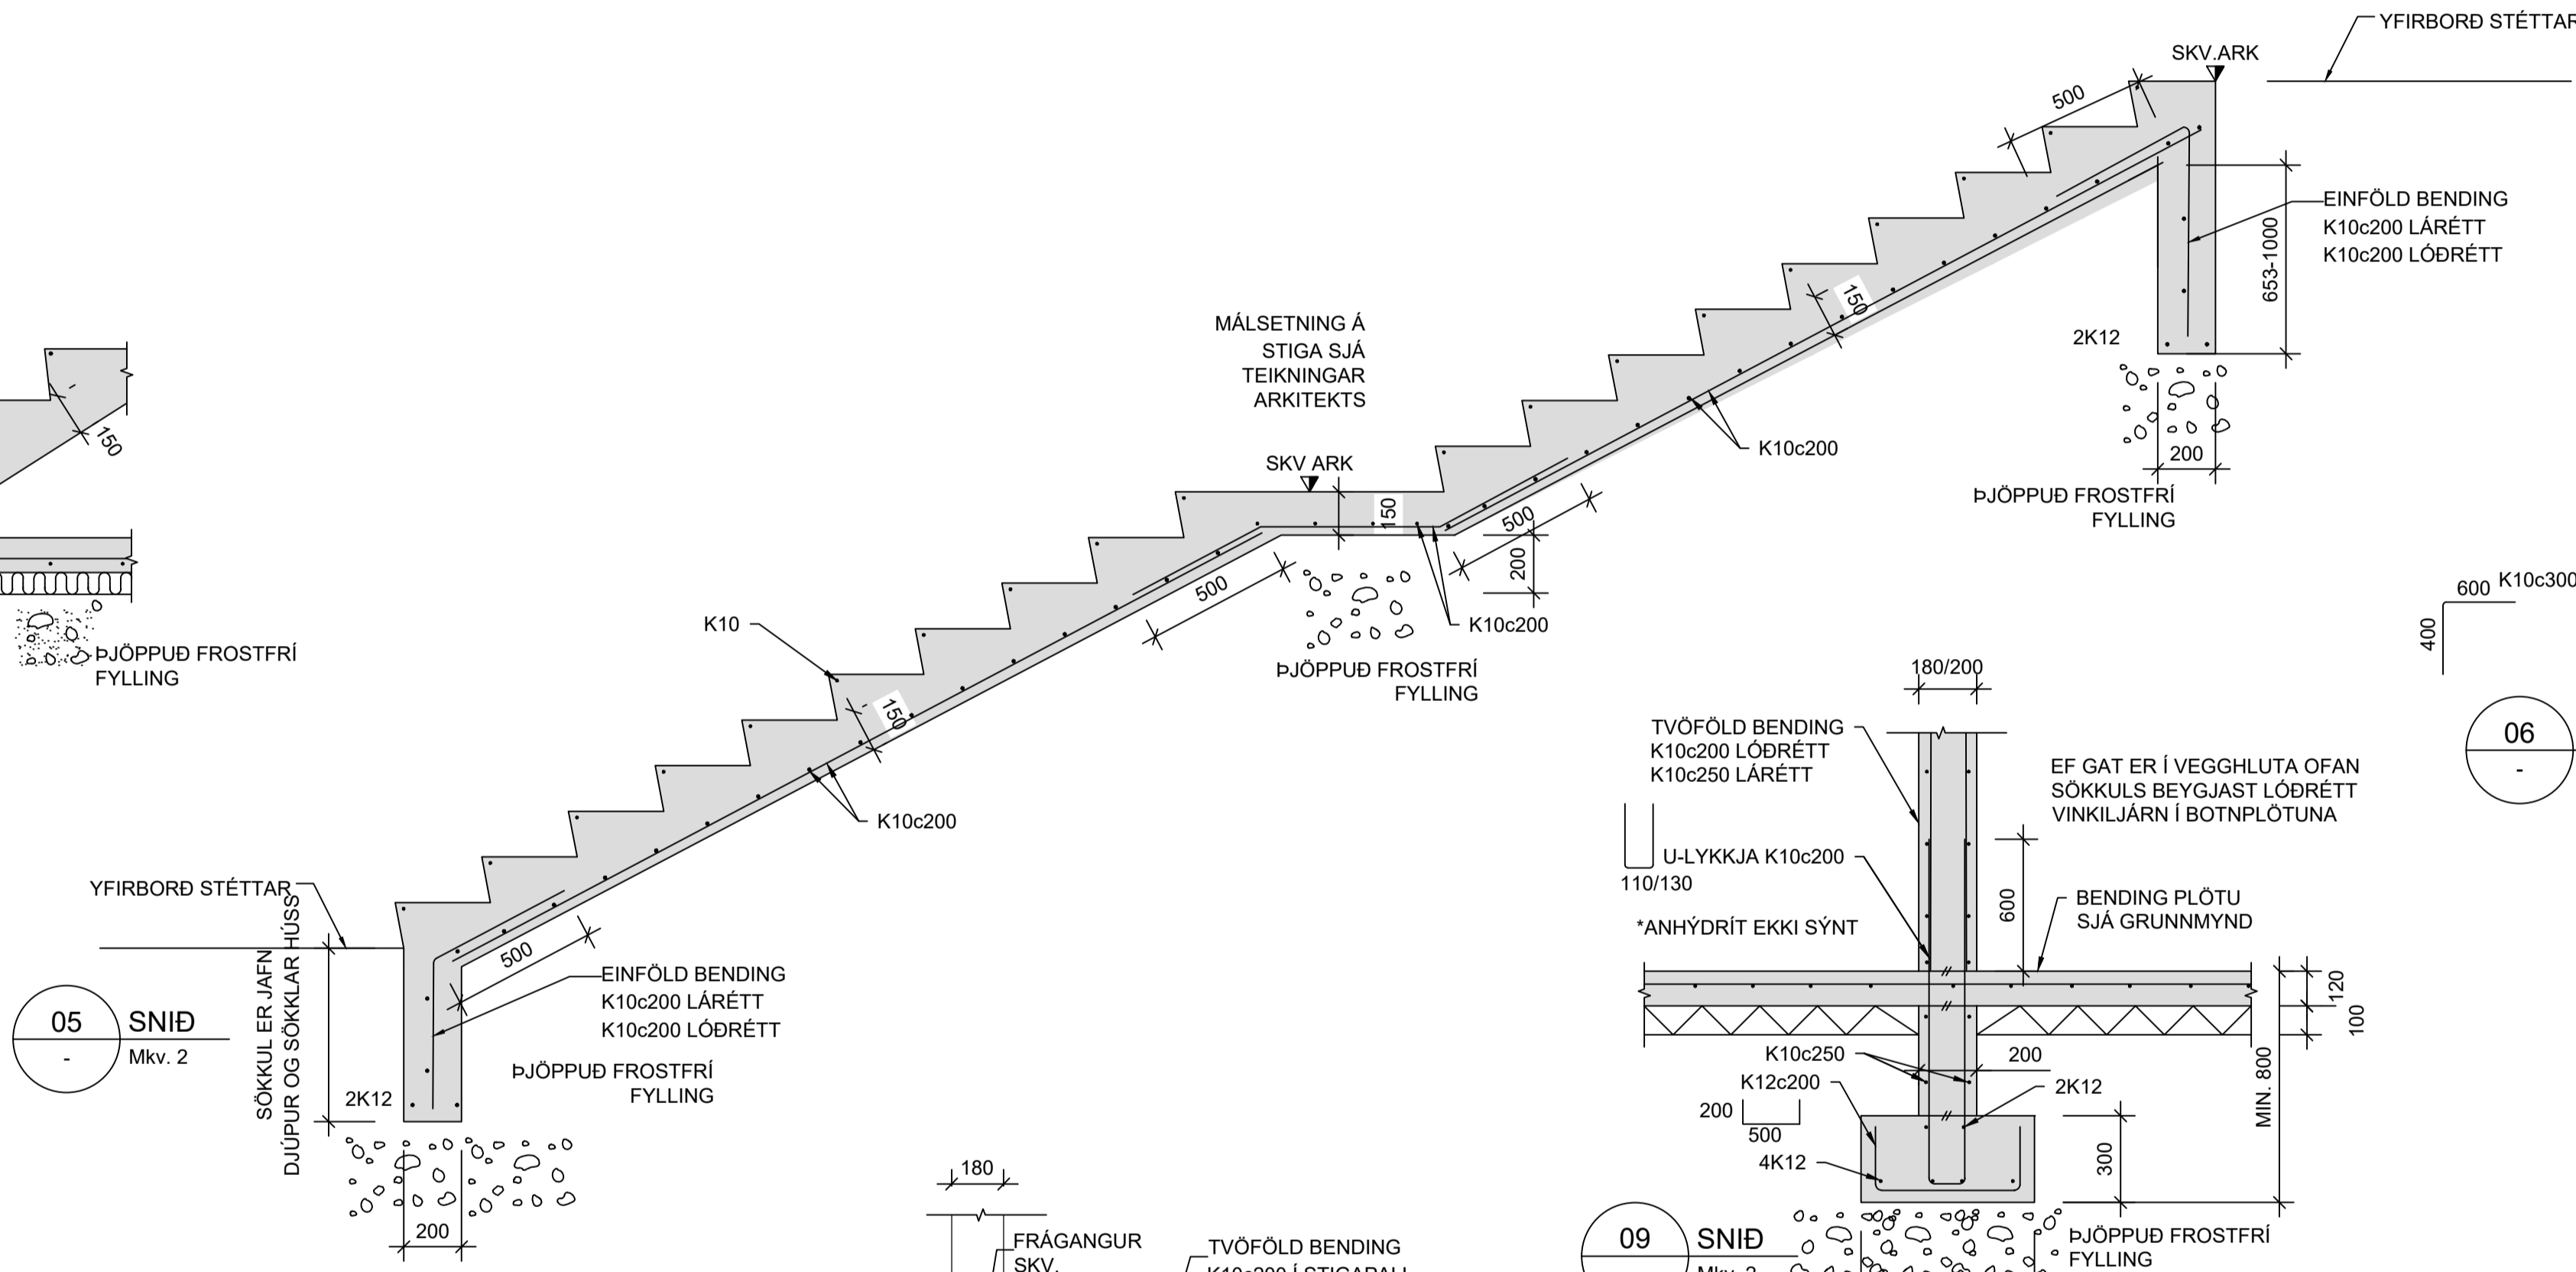 YFIRBORÐ STÉTTAR
SKV.ARK
500
EINFÖLD BENDING
K10c200 LÁRÉTT
K10c200 LÓÐRÉTT
653-1000
2K12
200
ÞJÖPPUÐ FROSTFRÍ
FYLLING
150
K10c200
MÁLSETNING Á
STIGA SJÁ
TEIKNINGAR
ARKITEKTS
SKV ARK
150
500
200
K10c200
500
ÞJÖPPUÐ FROSTFRÍ
FYLLING
K10
150
K10c200
150
ÞJÖPPUÐ FROSTFRÍ
FYLLING
YFIRBORÐ STÉTTAR
SÖKKUL ER JAFN
DJÚPUR OG SÖKKLAR HÚSS
500
EINFÖLD BENDING
K10c200 LÁRÉTT
K10c200 LÓÐRÉTT
2K12
ÞJÖPPUÐ FROSTFRÍ
FYLLING
200
05
-
SNIÐ
Mkv. 2
600 K10c300
400
06
-
180/200
TVÖFÖLD BENDING
K10c200 LÓÐRÉTT
K10c250 LÁRÉTT
EF GAT ER Í VEGGHLUTA OFAN
SÖKKULS BEYGJAST LÓÐRÉTT
VINKILJÁRN Í BOTNPLÖTUNA
U-LYKKJA K10c200
110/130
600
BENDING PLÖTU
SJÁ GRUNNMYND
*ANHÝDRÍT EKKI SÝNT
120
100
K10c250
200
K12c200
2K12
200
500
MIN. 800
4K12
300
ÞJÖPPUÐ FROSTFRÍ
FYLLING
09
SNIÐ
180
FRÁGANGUR
SKV.
TVÖFÖLD BENDING